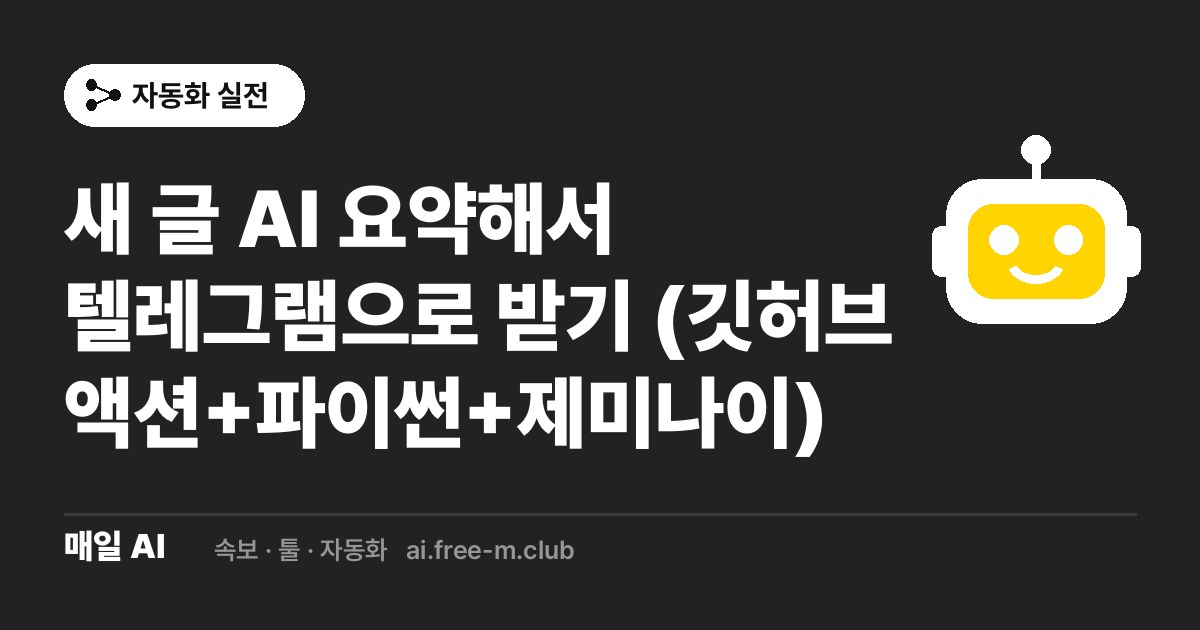 자동화 실전
새 글 AI 요약해서
텔레그램으로 받기 (깃허브
액션+파이썬+제미나이)
매일 AI 속보 · 툴 · 자동화 ai.free-m.club